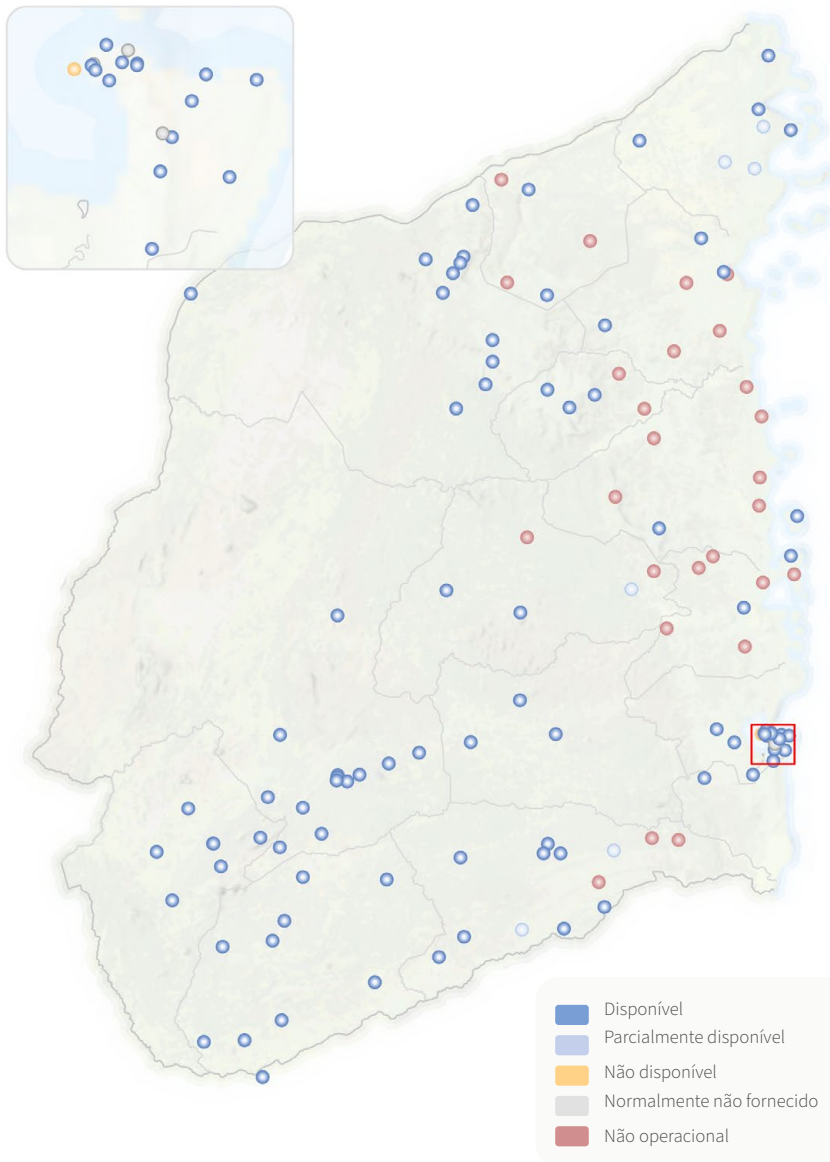 Disponível
Parcialmente disponível
Não disponível
Normalmente não fornecido
Não operacional